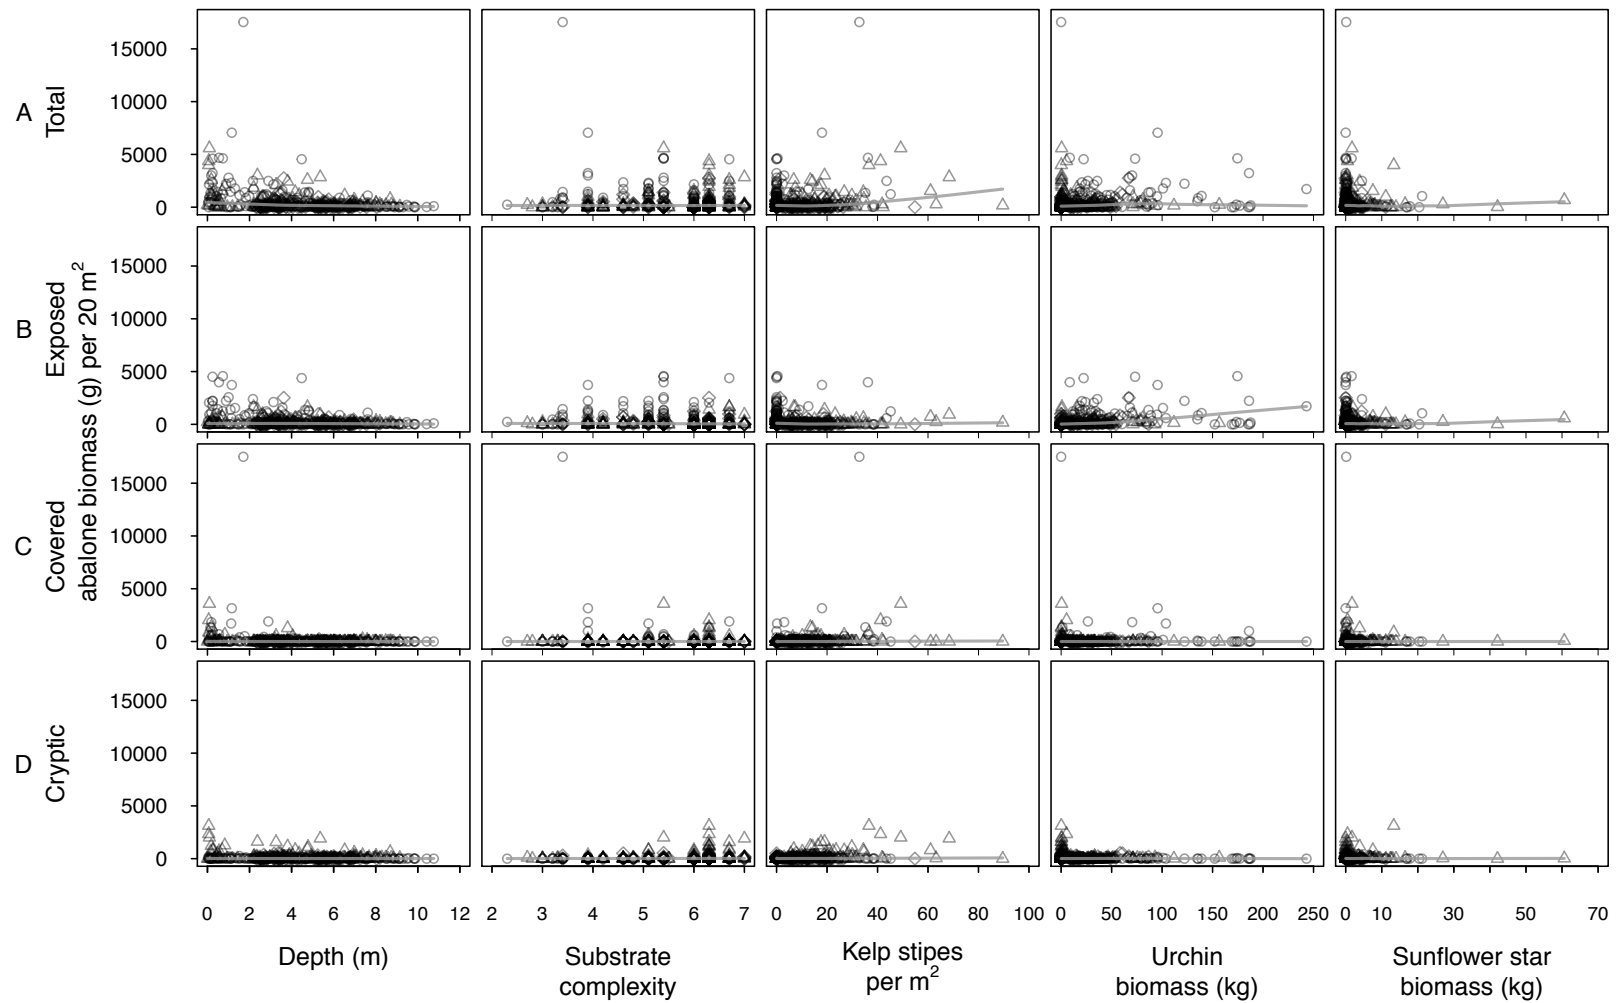 A
Total
15000
10000
5000
0
B
Exposed
abalone biomass (g) per 20 m²
15000
10000
5000
0
C
Covered
15000
10000
5000
0
D
Cryptic
15000
10000
5000
0
0 2 4 6 8 10 12
2 3 4 5 6 7
0 20 40 60 80 100
0 50 100 150 200 250
0 10 30 50 70
Depth (m)
Substrate
complexity
Kelp stipes
per m²
Urchin
biomass (kg)
Sunflower star
biomass (kg)